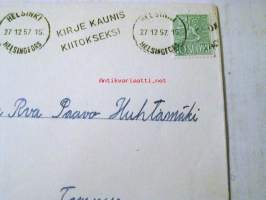 HELSINKI
27.12.57.15
HELSINGFORS
KIRJE KAUNIS
KIITOKSEKSI
HELSINKI
27.12.57.15
SUOMI
antikvariaatti.net
Rva Paavo Huhtamäki